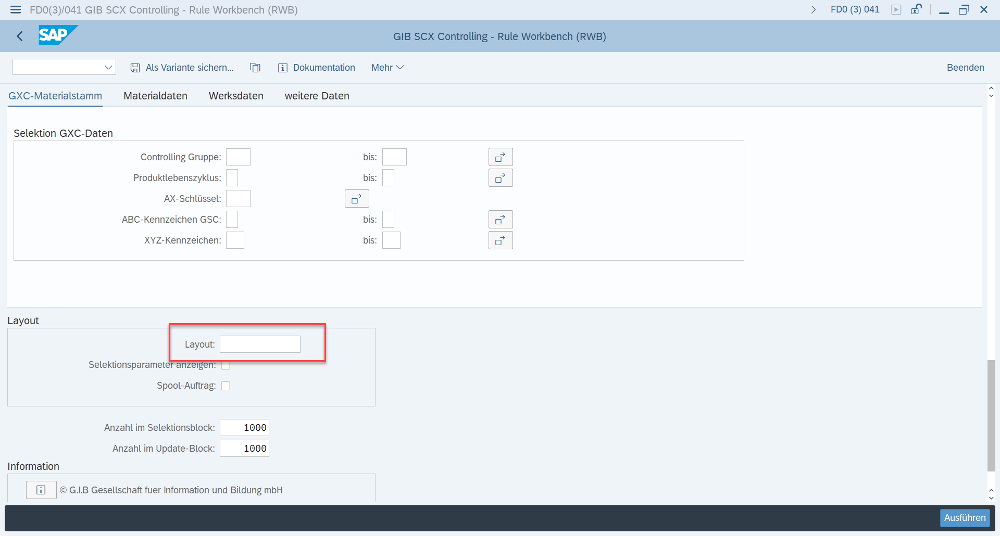 FD0(3)/041 GIB SCX Controlling - Rule Workbench (RWB)
FD0 (3) 041
SAP
GIB SCX Controlling - Rule Workbench (RWB)
Als Variante sichern...
Dokumentation
Mehr
Beenden
GXC-Materialstamm Materialdaten Werksdaten weitere Daten
Selektion GXC-Daten
Controlling Gruppe: bis:
Produktlebenszyklus: bis:
AX-Schlüssel:
ABC-Kennzeichen GSC: bis:
XYZ-Kennzeichen: bis:
Layout
Layout:
Selektionsparameter anzeigen:
Spool-Auftrag:
Anzahl im Selektionsblock: 1000
Anzahl im Update-Block: 1000
Information
© G.I.B Gesellschaft fuer Information und Bildung mbH
Ausführen